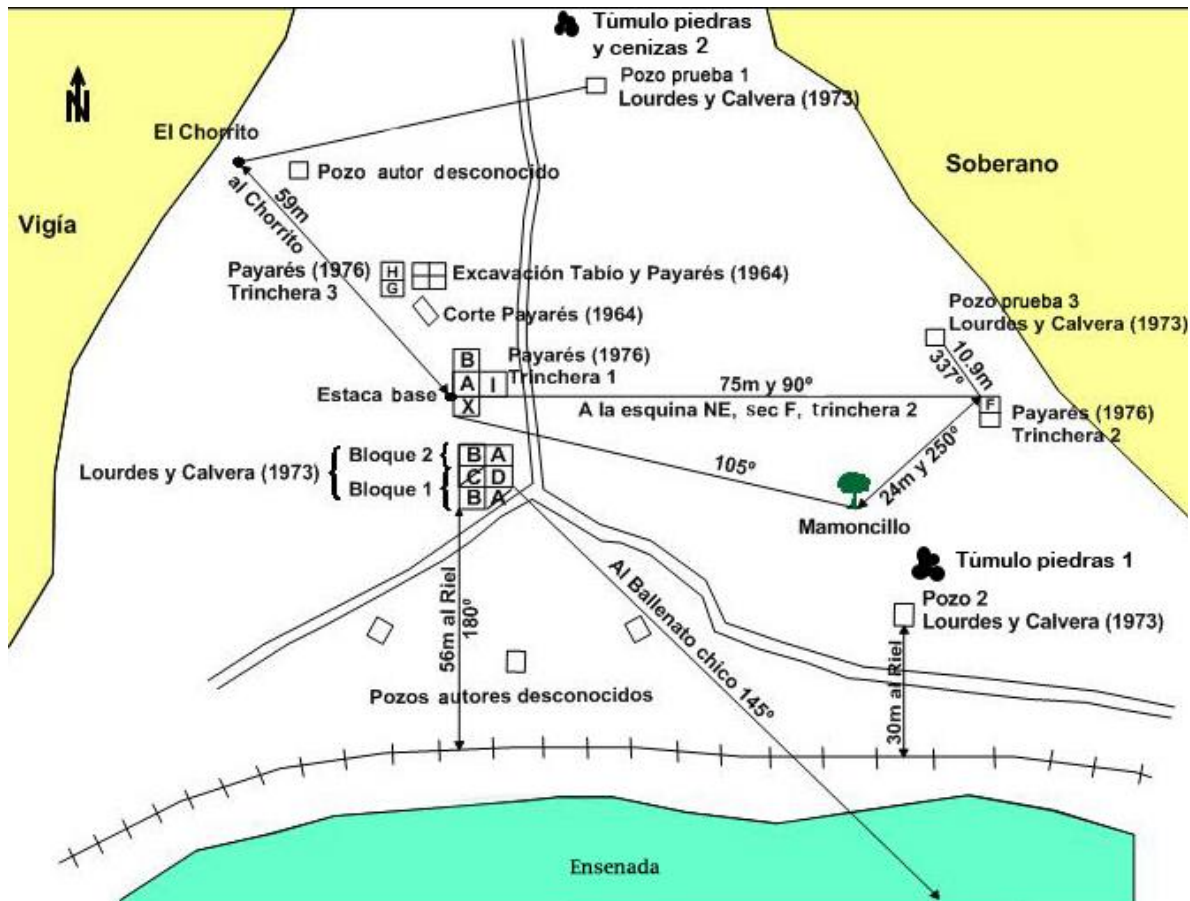 Túmulo piedras
y cenizas 2
Pozo prueba 1
Lourdes y Calvera (1973)
N
El Chorrito
Pozo autor desconocido
Soberano
Vigía
59m
al Chorrito
Payarés (1976)
Trinchera 3
H
G
Excavación Tabío y Payarés (1964)
Corte Payarés (1964)
Pozo prueba 3
Lourdes y Calvera (1973)
10.9m
337º
B
A I
X
Payarés (1976)
Trinchera 1
Estaca base
75m y 90º
A la esquina NE, sec F, trinchera 2
F
Payarés (1976)
Trinchera 2
Lourdes y Calvera (1973)
Bloque 2
Bloque 1
B A
C D
B A
105º
24m y 250º
Mamoncillo
Túmulo piedras 1
Pozo 2
Lourdes y Calvera (1973)
56m al Riel
180º
Al Ballenato chico 145º
30m al Riel
Pozos autores desconocidos
Ensenada